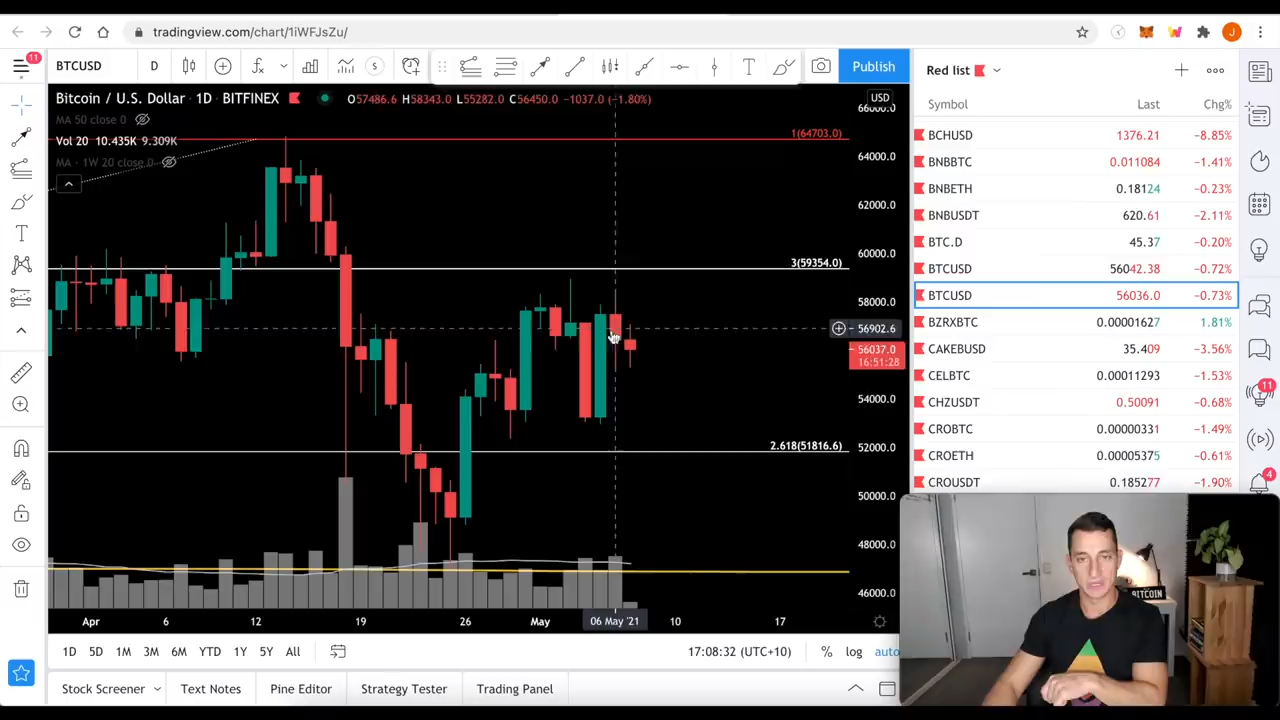 tradingview.com/chart/1iWFJsZu/
J
11
BTCUSD
D
S
T
Publish
Red list
Bitcoin / U.S. Dollar · 1D · BITFINEX
O57486.6 H58343.0 L55282.0 C56450.0 −1037.0 (−1.80%)
MA 50 close 0
Vol 20 10.435K 9.309K
MA · 1W 20 close 0
USD
66000.0
64000.0
62000.0
60000.0
58000.0
56902.6
56037.0
16:51:28
54000.0
52000.0
50000.0
48000.0
46000.0
1(64703.0)
3(59354.0)
2.618(51816.6)
Apr
6
12
19
26
May
06 May '21
10
17
1D 5D 1M 3M 6M YTD 1Y 5Y All
17:08:32 (UTC+10)
% log auto
Stock Screener
Text Notes
Pine Editor
Strategy Tester
Trading Panel
Symbol Last Chg%
BCHUSD 1376.21 −8.85%
BNBBTC 0.011084 −1.41%
BNBETH 0.18124 −0.23%
BNBUSDT 620.61 −2.11%
BTC.D 45.37 −0.20%
BTCUSD 56042.38 −0.72%
BTCUSD 56036.0 −0.73%
BZRXBTC 0.00001627 1.81%
CAKEBUSD 35.409 −3.56%
CELBTC 0.00011293 −1.53%
CHZUSDT 0.50091 −0.68%
CROBTC 0.00000331 −1.49%
CROETH 0.00005375 −0.61%
CROUSDT 0.185277 −1.90%
11
4
BITCOIN